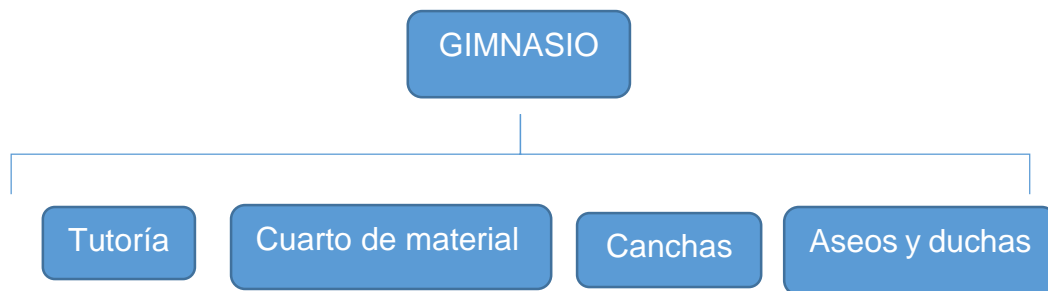 GIMNASIO
Tutoría
Cuarto de material
Canchas
Aseos y duchas